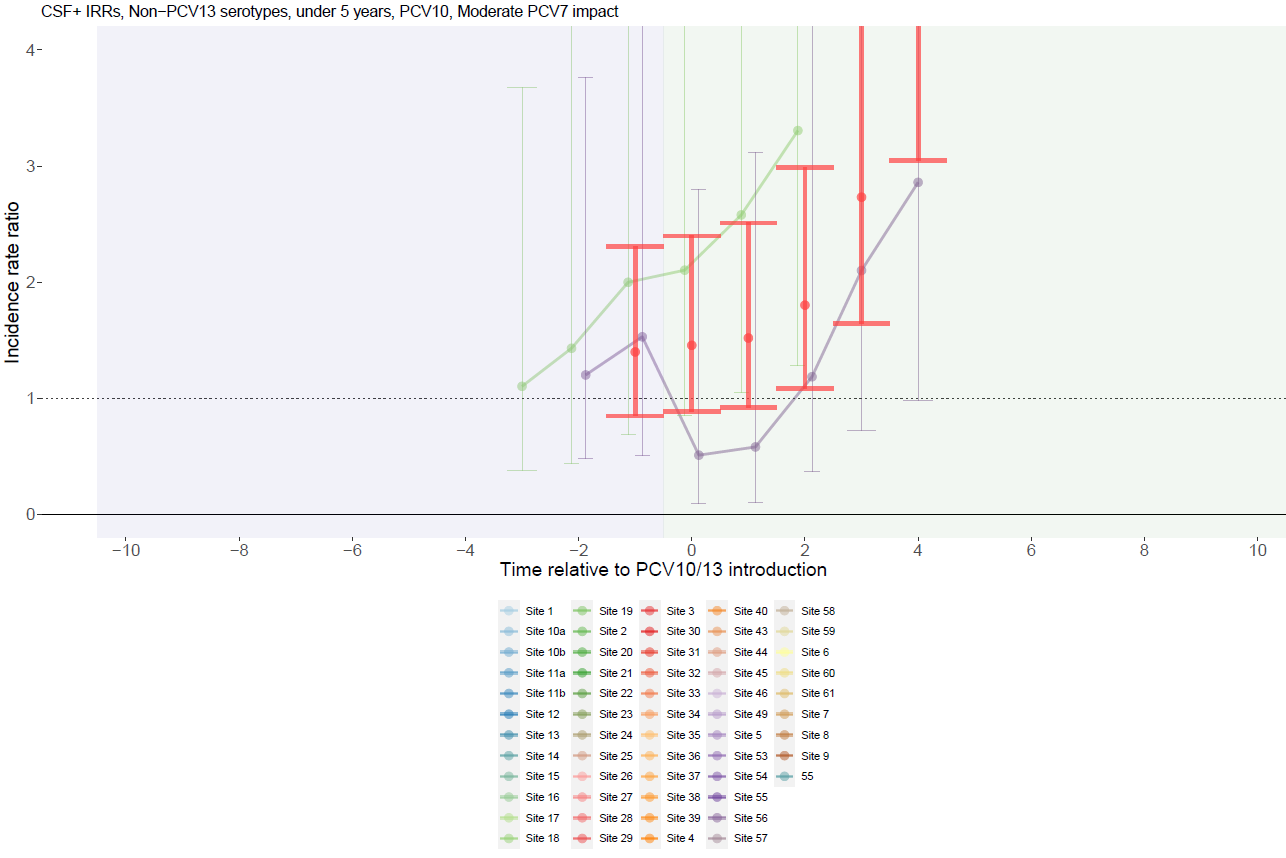 CSF+ IRRs, Non−PCV13 serotypes, under 5 years, PCV10, Moderate PCV7 impact
4
3
2
1
0
Incidence rate ratio
−10 −8 −6 −4 −2 0 2 4 6 8 10
Time relative to PCV10/13 introduction
Site 1 Site 19 Site 3 Site 40 Site 58
Site 10a Site 2 Site 30 Site 43 Site 59
Site 10b Site 20 Site 31 Site 44 Site 6
Site 11a Site 21 Site 32 Site 45 Site 60
Site 11b Site 22 Site 33 Site 46 Site 61
Site 12 Site 23 Site 34 Site 49 Site 7
Site 13 Site 24 Site 35 Site 5 Site 8
Site 14 Site 25 Site 36 Site 53 Site 9
Site 15 Site 26 Site 37 Site 54 55
Site 16 Site 27 Site 38 Site 55
Site 17 Site 28 Site 39 Site 56
Site 18 Site 29 Site 4 Site 57